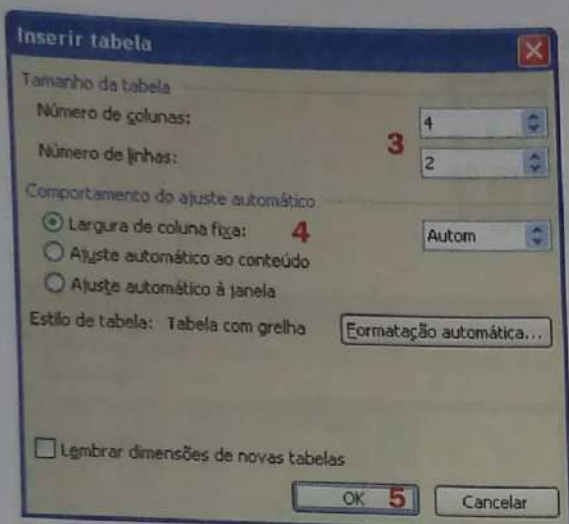 Inserir tabela
Tamanho da tabela
Número de colunas: 4
3
Número de linhas: 2
Comportamento do ajuste automático
Largura de coluna fixa: 4 Autom
Ajuste automático ao conteúdo
Ajuste automático à janela
Estilo de tabela: Tabela com grelha Formatação automática...
Lembrar dimensões de novas tabelas
OK 5 Cancelar